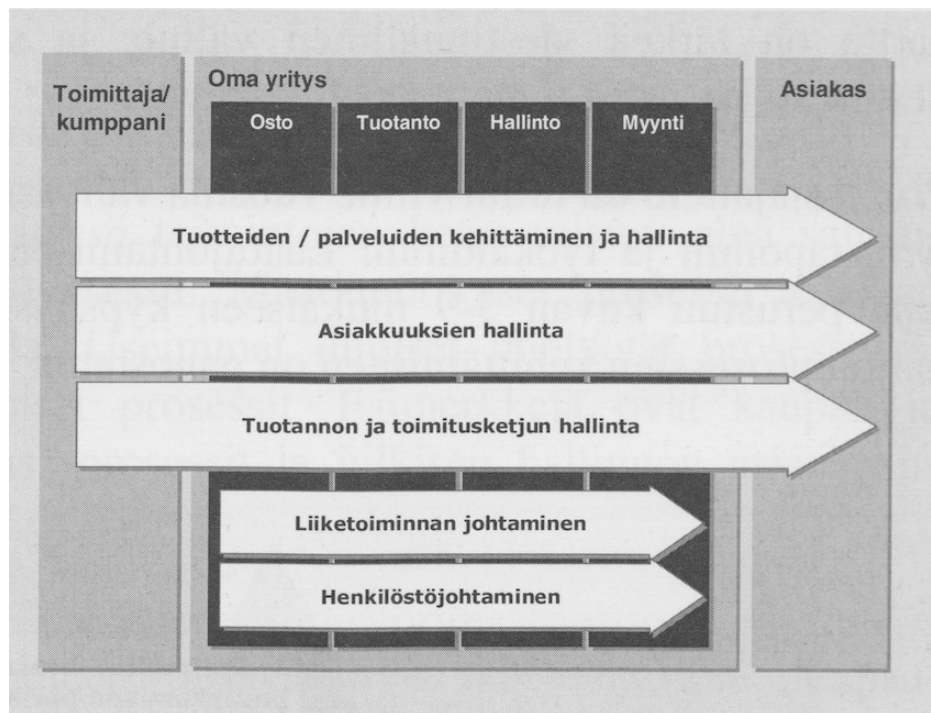 Toimittaja/
kumppani
Oma yritys
Asiakas
Osto
Tuotanto
Hallinto
Myynti
Tuotteiden / palveluiden kehittäminen ja hallinta
Asiakkuuksien hallinta
Tuotannon ja toimitusketjun hallinta
Liiketoiminnan johtaminen
Henkilöstöjohtaminen